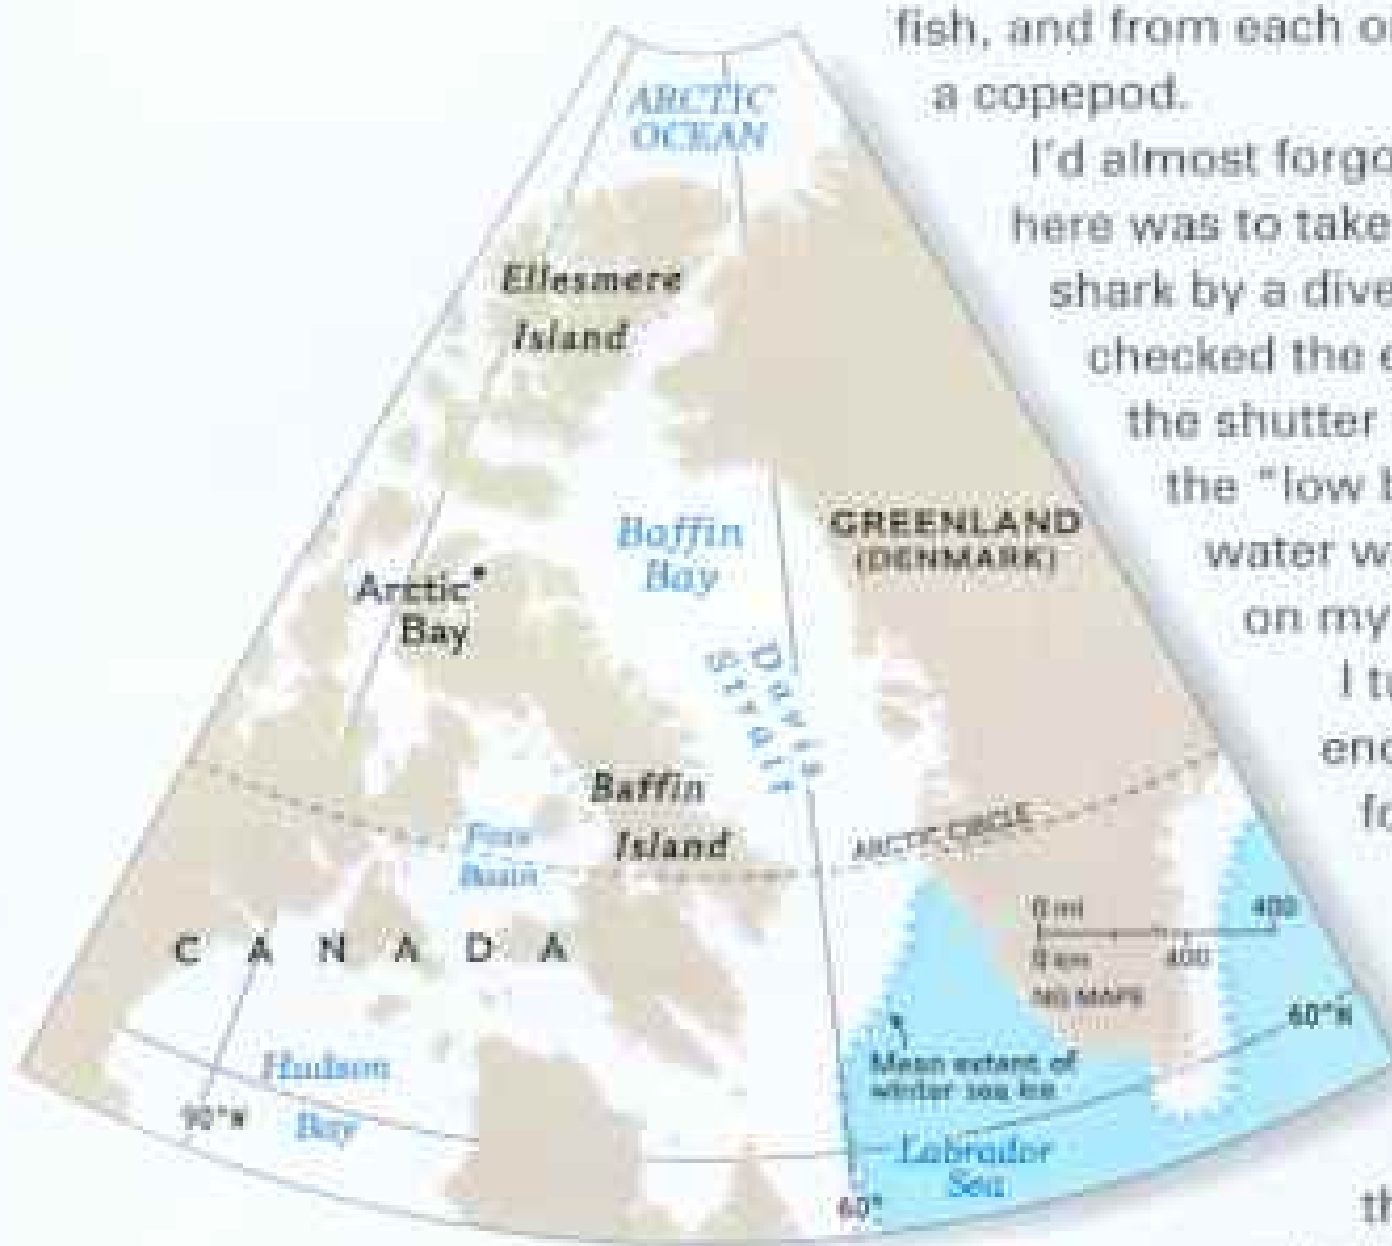 fish, and from each o
a copepod.
I'd almost forgo
here was to take
shark by a dive
checked the e
the shutter
the "low b
water w
on my
I tu
enc
fo
th
ARCTIC
OCEAN
Ellesmere
Island
Baffin
Bay
GREENLAND
(DENMARK)
Arctic
Bay
Davis
Strait
Baffin
Island
Foxe
Basin
ARCTIC CIRCLE
CANADA
0 mi 400
0 km 400
NG MAPS
60°N
Mean extent of
winter sea ice
Hudson
Bay
90°W
Labrador
Sea
60°